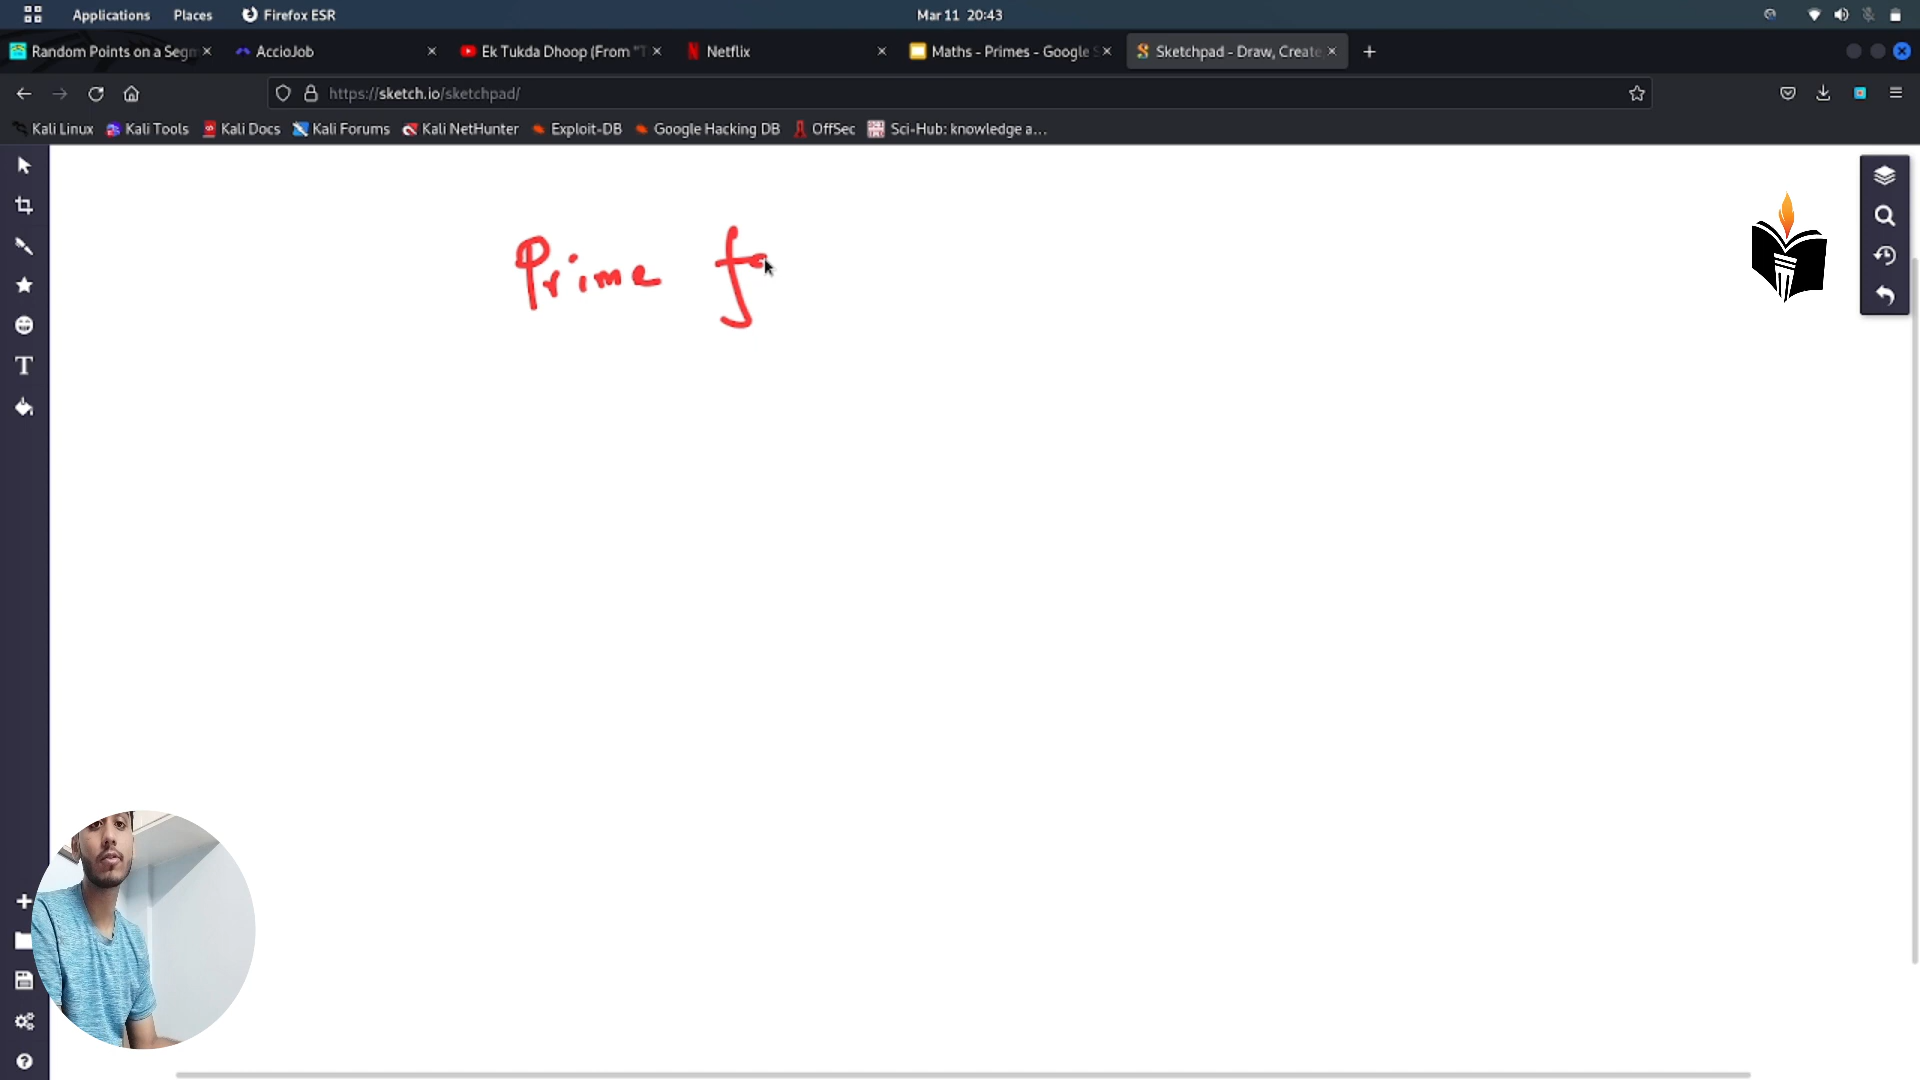 Applications Places Firefox ESR Mar 11 20:43
Random Points on a Segn AccioJob Ek Tukda Dhoop (From "T Netflix Maths - Primes - Google S Sketchpad - Draw, Create,
https://sketch.io/sketchpad/
Kali Linux Kali Tools Kali Docs Kali Forums Kali NetHunter Exploit-DB Google Hacking DB OffSec Sci-Hub: knowledge a...
Prime f
T